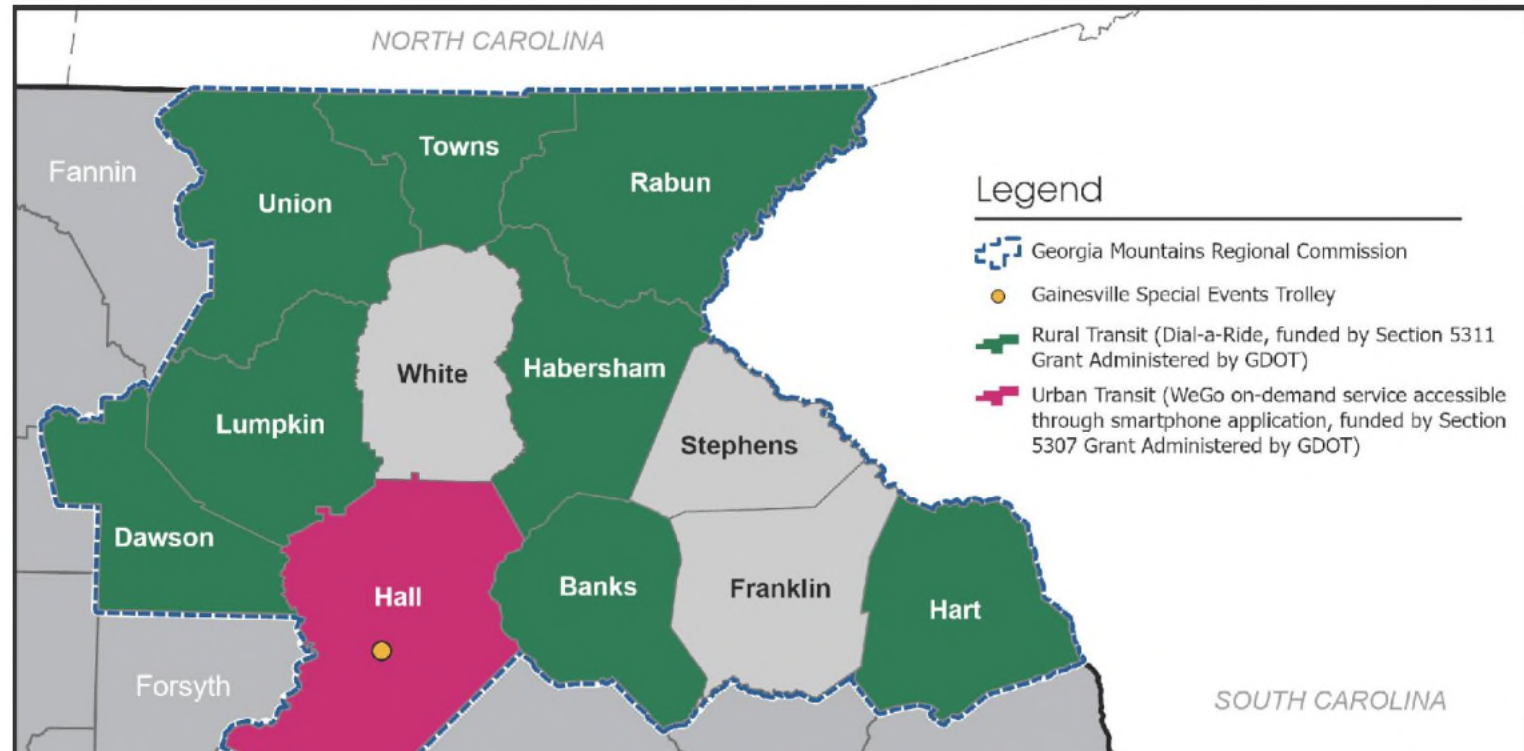 NORTH CAROLINA
Fannin
Towns
Union
Rabun
White
Habersham
Lumpkin
Stephens
Dawson
Hall
Banks
Franklin
Hart
Forsyth
SOUTH CAROLINA
Legend
Georgia Mountains Regional Commission
Gainesville Special Events Trolley
Rural Transit (Dial-a-Ride, funded by Section 5311
Grant Administered by GDOT)
Urban Transit (WeGo on-demand service accessible
through smartphone application, funded by Section
5307 Grant Administered by GDOT)